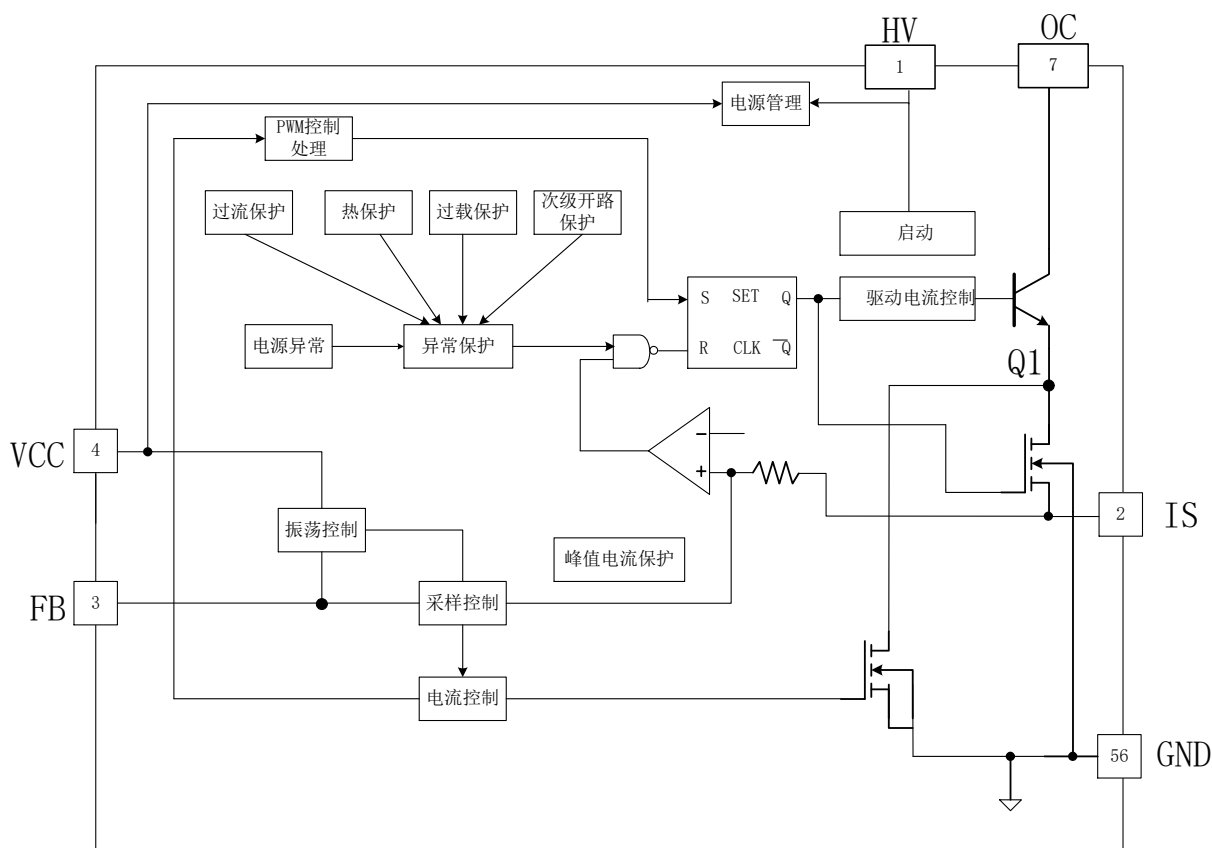 HV
OC
1
7
电源管理
PWM控制
处理
过流保护
热保护
过载保护
次级开路
保护
启动
S SET Q
R CLK Q
驱动电流控制
电源异常
异常保护
Q1
-
+
VCC
4
2
IS
振荡控制
峰值电流保护
FB
3
采样控制
电流控制
56
GND